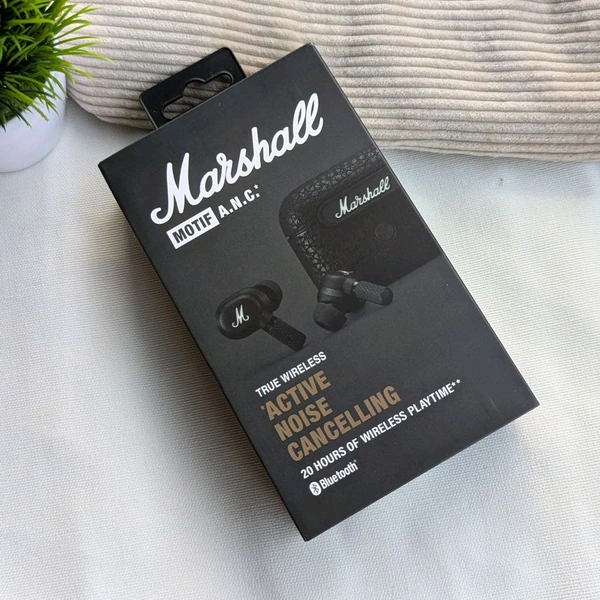 Marshall
MOTIF A.N.C.*
Marshall
M
TRUE WIRELESS
*ACTIVE
NOISE
CANCELLING
20 HOURS OF WIRELESS PLAYTIME**
Bluetooth®